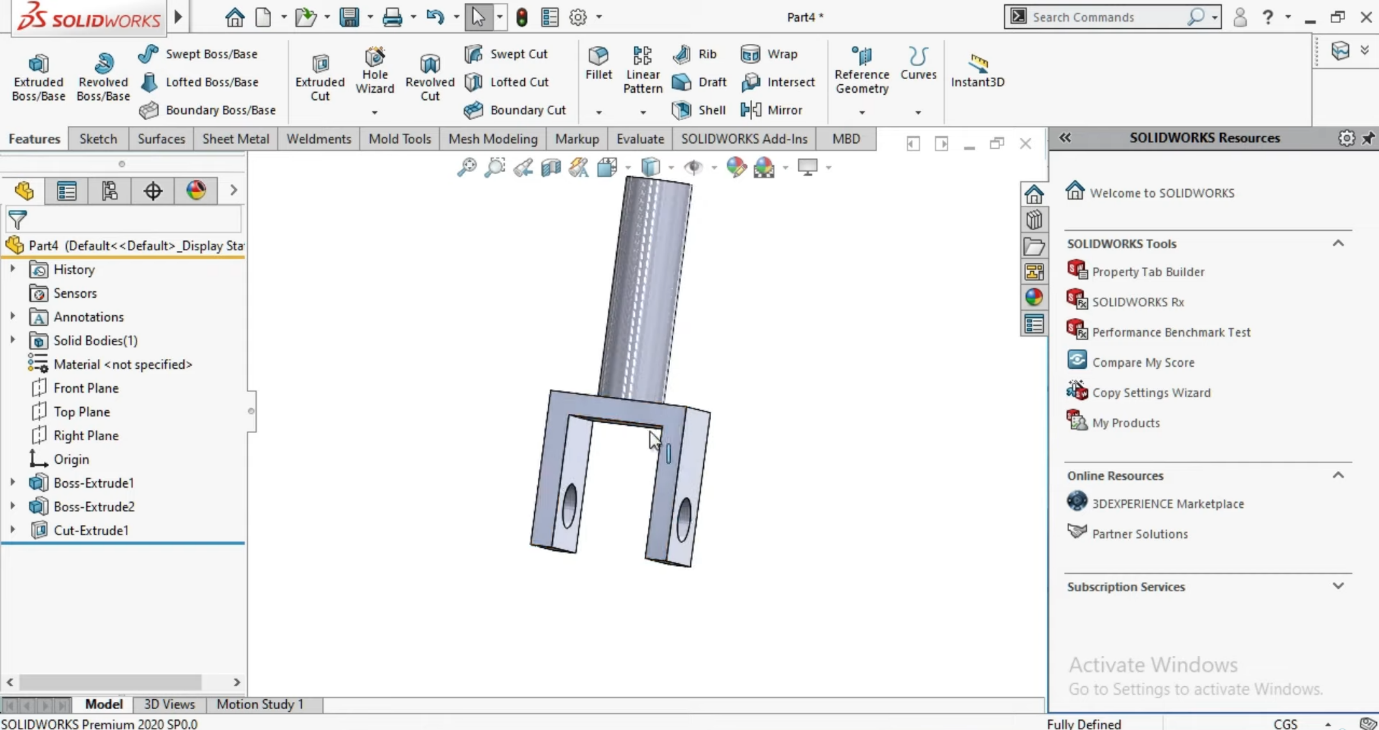 SOLIDWORKS
Part4 *
Search Commands
?
Extruded Boss/Base
Revolved Boss/Base
Swept Boss/Base
Lofted Boss/Base
Boundary Boss/Base
Extruded Cut
Hole Wizard
Revolved Cut
Swept Cut
Lofted Cut
Boundary Cut
Fillet
Linear Pattern
Rib
Draft
Shell
Wrap
Intersect
Mirror
Reference Geometry
Curves
Instant3D
Features Sketch Surfaces Sheet Metal Weldments Mold Tools Mesh Modeling Markup Evaluate SOLIDWORKS Add-Ins MBD
Part4 (Default<<Default>_Display Sta
History
Sensors
Annotations
Solid Bodies(1)
Material <not specified>
Front Plane
Top Plane
Right Plane
Origin
Boss-Extrude1
Boss-Extrude2
Cut-Extrude1
SOLIDWORKS Resources
Welcome to SOLIDWORKS
SOLIDWORKS Tools
Property Tab Builder
SOLIDWORKS Rx
Performance Benchmark Test
Compare My Score
Copy Settings Wizard
My Products
Online Resources
3DEXPERIENCE Marketplace
Partner Solutions
Subscription Services
Activate Windows
Go to Settings to activate Windows.
Model 3D Views Motion Study 1
SOLIDWORKS Premium 2020 SP0.0
Fully Defined
CGS